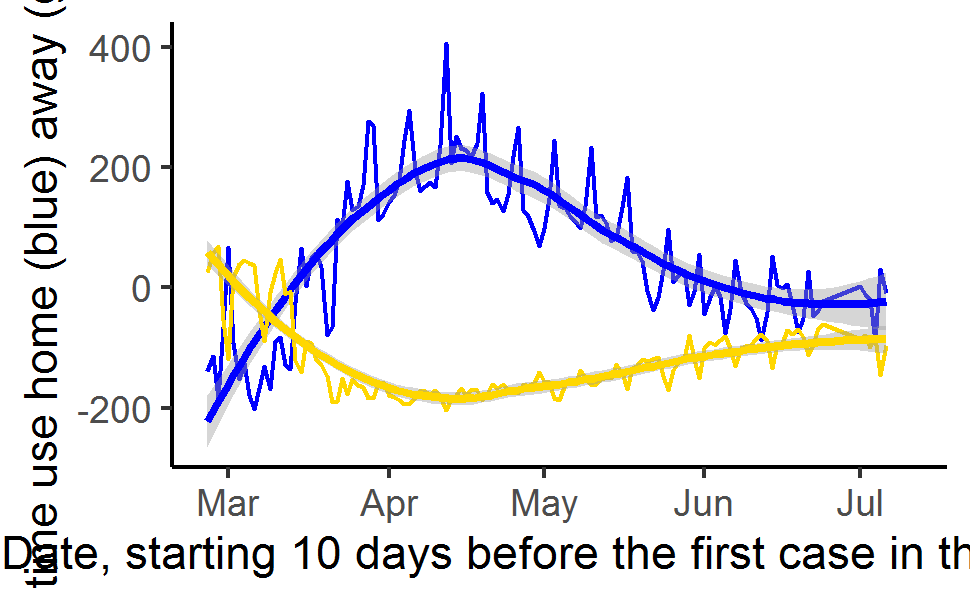 time use home (blue) away (
400
200
0
-200
Mar Apr May Jun Jul
Date, starting 10 days before the first case in th